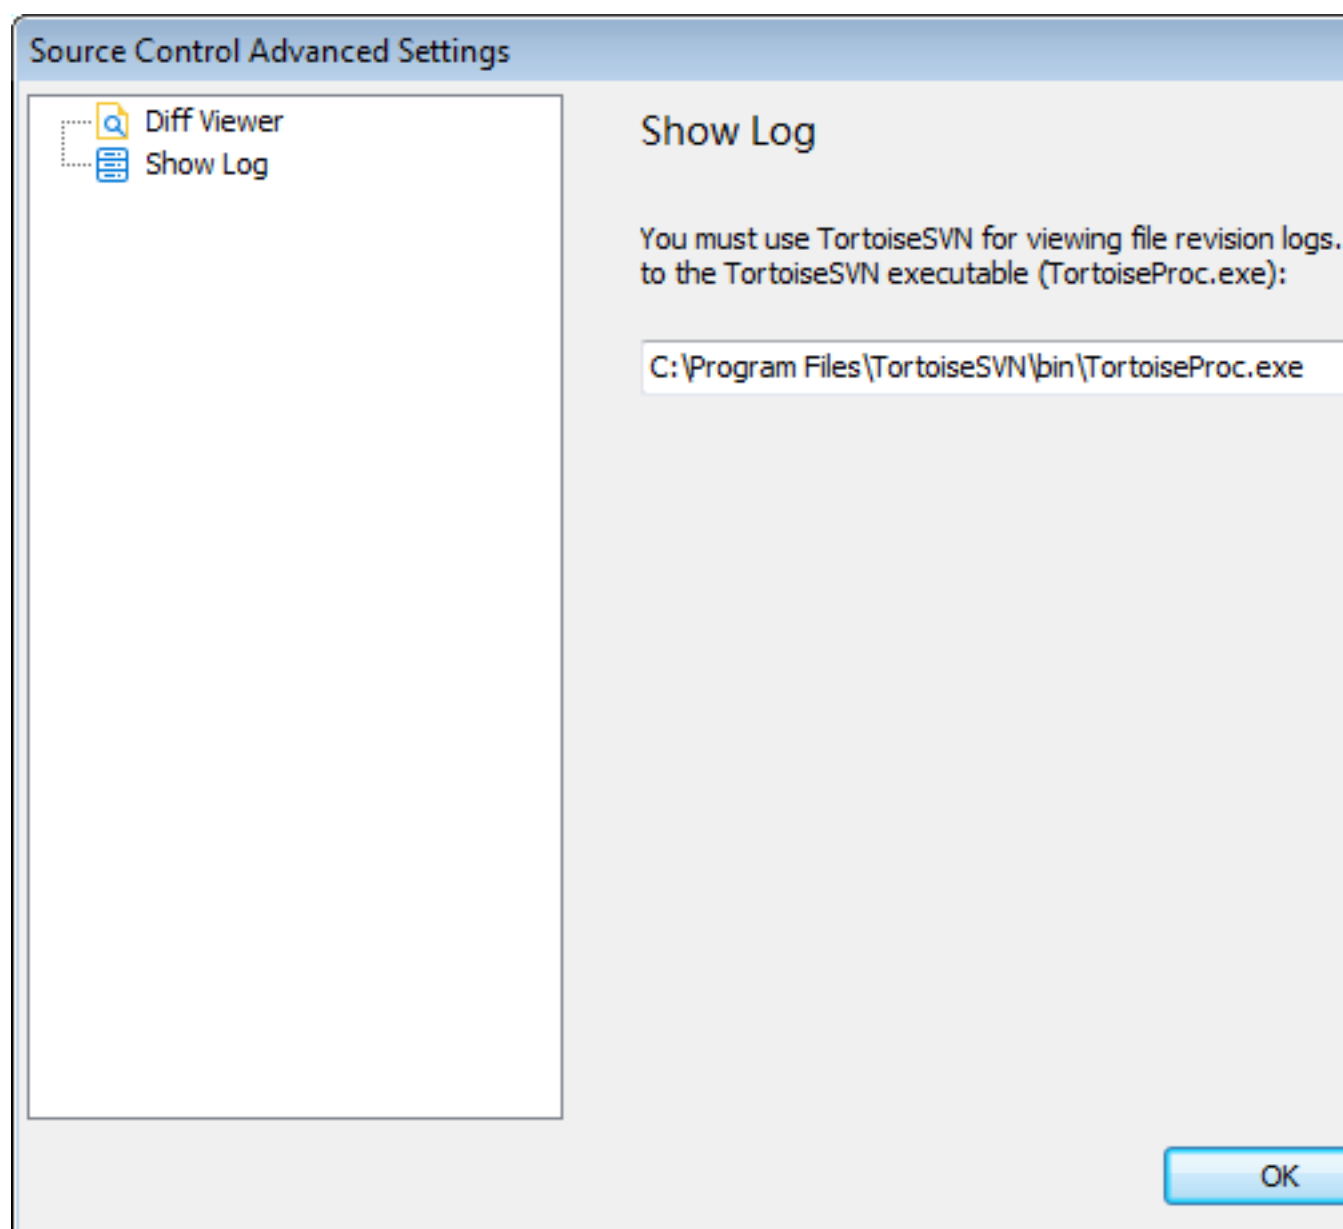 Source Control Advanced Settings
Diff Viewer
Show Log
Show Log
You must use TortoiseSVN for viewing file revision logs.
to the TortoiseSVN executable (TortoiseProc.exe):
C:\Program Files\TortoiseSVN\bin\TortoiseProc.exe
OK